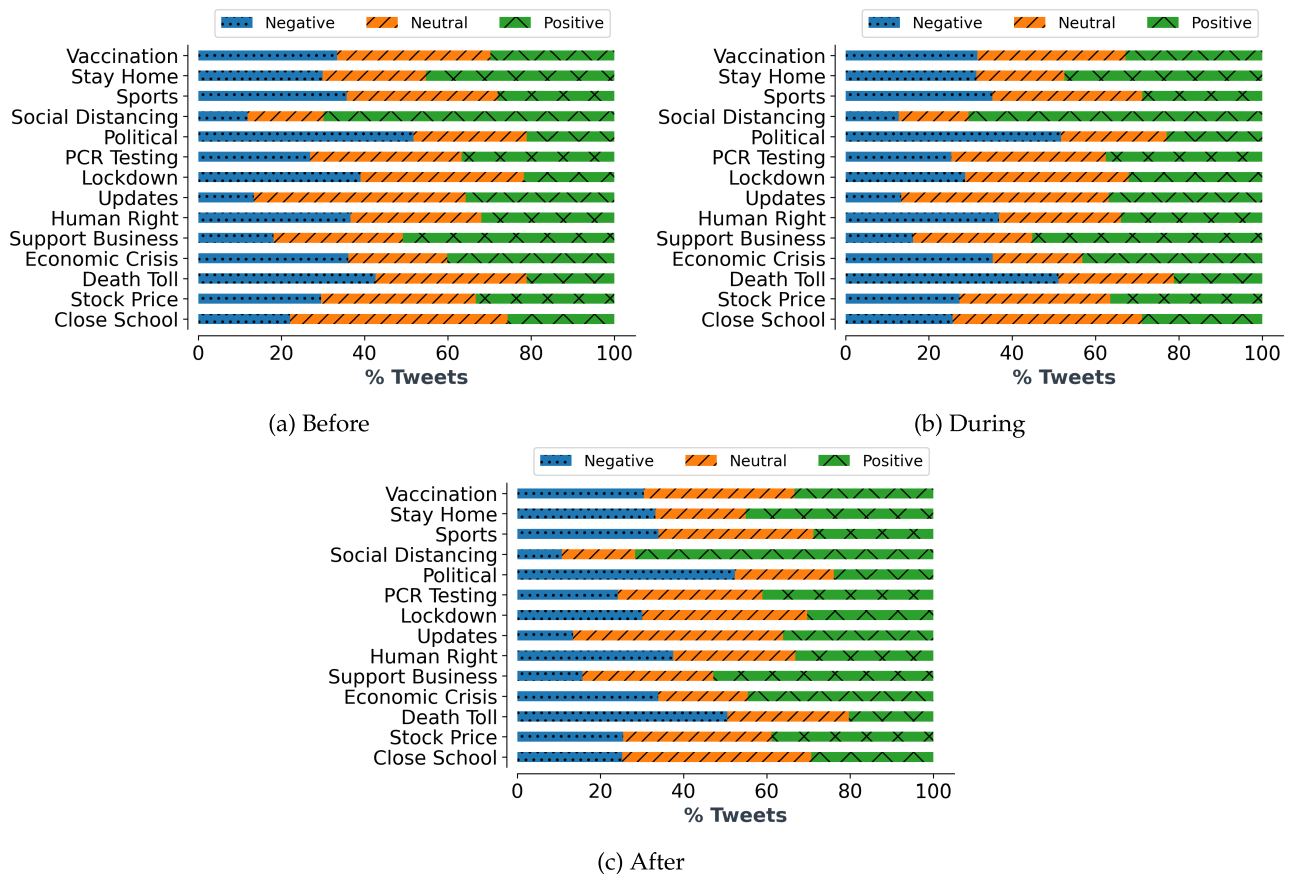 Negative Neutral Positive
Vaccination
Stay Home
Sports
Social Distancing
Political
PCR Testing
Lockdown
Updates
Human Right
Support Business
Economic Crisis
Death Toll
Stock Price
Close School
0 20 40 60 80 100
% Tweets
(a) Before
Negative Neutral Positive
Vaccination
Stay Home
Sports
Social Distancing
Political
PCR Testing
Lockdown
Updates
Human Right
Support Business
Economic Crisis
Death Toll
Stock Price
Close School
0 20 40 60 80 100
% Tweets
(b) During
Negative Neutral Positive
Vaccination
Stay Home
Sports
Social Distancing
Political
PCR Testing
Lockdown
Updates
Human Right
Support Business
Economic Crisis
Death Toll
Stock Price
Close School
0 20 40 60 80 100
% Tweets
(c) After